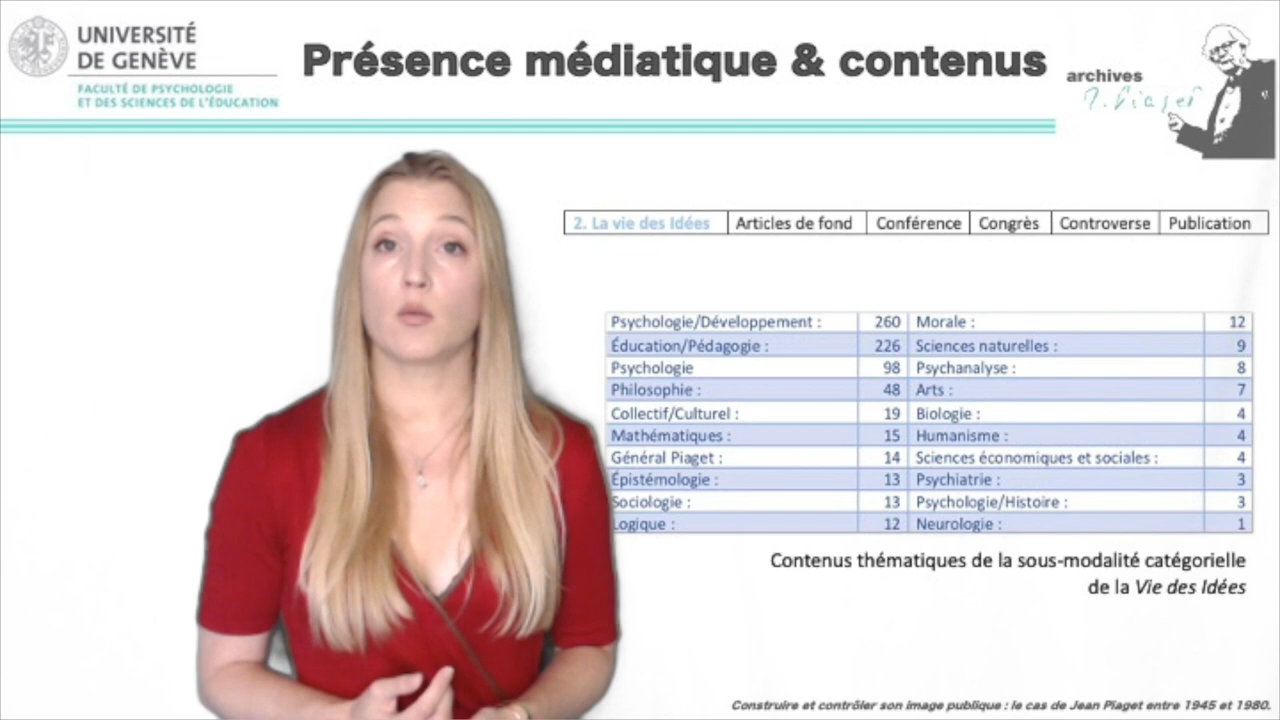 UNIVERSITÉ
DE GENÈVE
FACULTÉ DE PSYCHOLOGIE
ET DES SCIENCES DE L'ÉDUCATION
Présence médiatique & contenus
archives
J. Piaget
2. La vie des Idées Articles de fond Conférence Congrès Controverse Publication
Psychologie/Développement : 260 Morale : 12
Éducation/Pédagogie : 226 Sciences naturelles : 9
Psychologie 98 Psychanalyse : 8
Philosophie : 48 Arts : 7
Collectif/Culturel : 19 Biologie : 4
Mathématiques : 15 Humanisme : 4
Général Piaget : 14 Sciences économiques et sociales : 4
Épistémologie : 13 Psychiatrie : 3
Sociologie : 13 Psychologie/Histoire : 3
Logique : 12 Neurologie : 1
Contenus thématiques de la sous-modalité catégorielle
de la Vie des Idées
Construire et contrôler son image publique : le cas de Jean Piaget entre 1945 et 1980.